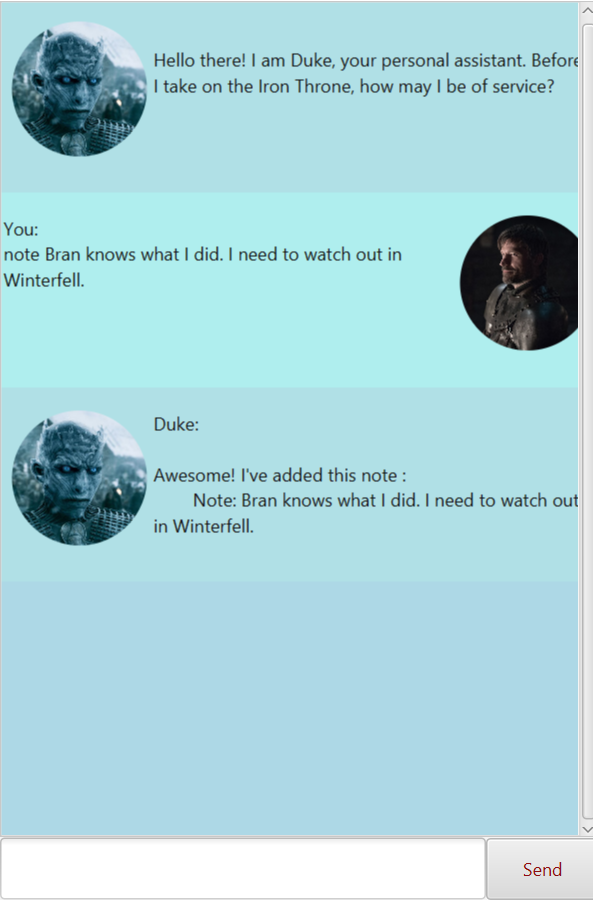 Hello there! I am Duke, your personal assistant. Before
I take on the Iron Throne, how may I be of service?
You:
note Bran knows what I did. I need to watch out in
Winterfell.
Duke:
Awesome! I've added this note :
Note: Bran knows what I did. I need to watch out
in Winterfell.
Send